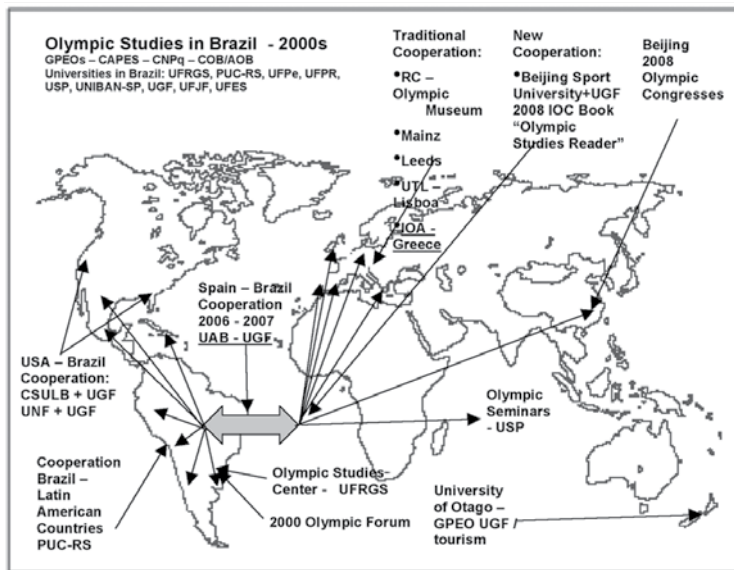 Olympic Studies in Brazil - 2000s
GPEOs – CAPES – CNPq - COB/AOB
Universities in Brazil: UFRGS, PUC-RS, UFPe, UFPR,
USP, UNIBAN-SP, UGF, UFJF, UFES
Traditional
Cooperation:
•RC –
Olympic
Museum
•Mainz
•Leeds
•UTL –
Lisboa
•IOA -
Greece
New
Cooperation:
•Beijing Sport
University+UGF
2008 IOC Book
“Olympic
Studies Reader”
Beijing
2008
Olympic
Congresses
Spain – Brazil
Cooperation
2006 - 2007
UAB - UGF
USA – Brazil
Cooperation:
CSULB + UGF
UNF + UGF
Olympic
Seminars
- USP
Cooperation
Brazil –
Latin
American
Countries
PUC-RS
Olympic Studies
Center - UFRGS
2000 Olympic Forum
University
of Otago –
GPEO UGF /
tourism